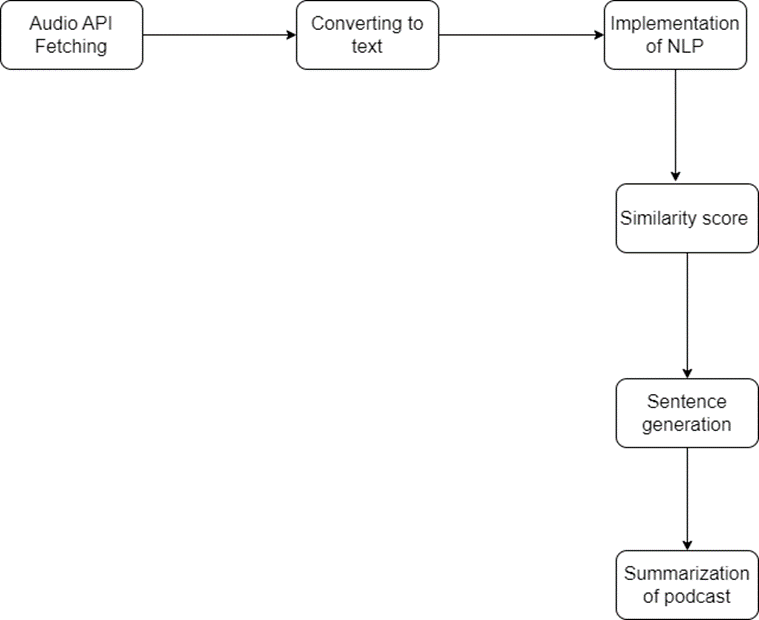 Audio API
Fetching
Converting to
text
Implementation
of NLP
Similarity score
Sentence
generation
Summarization
of podcast